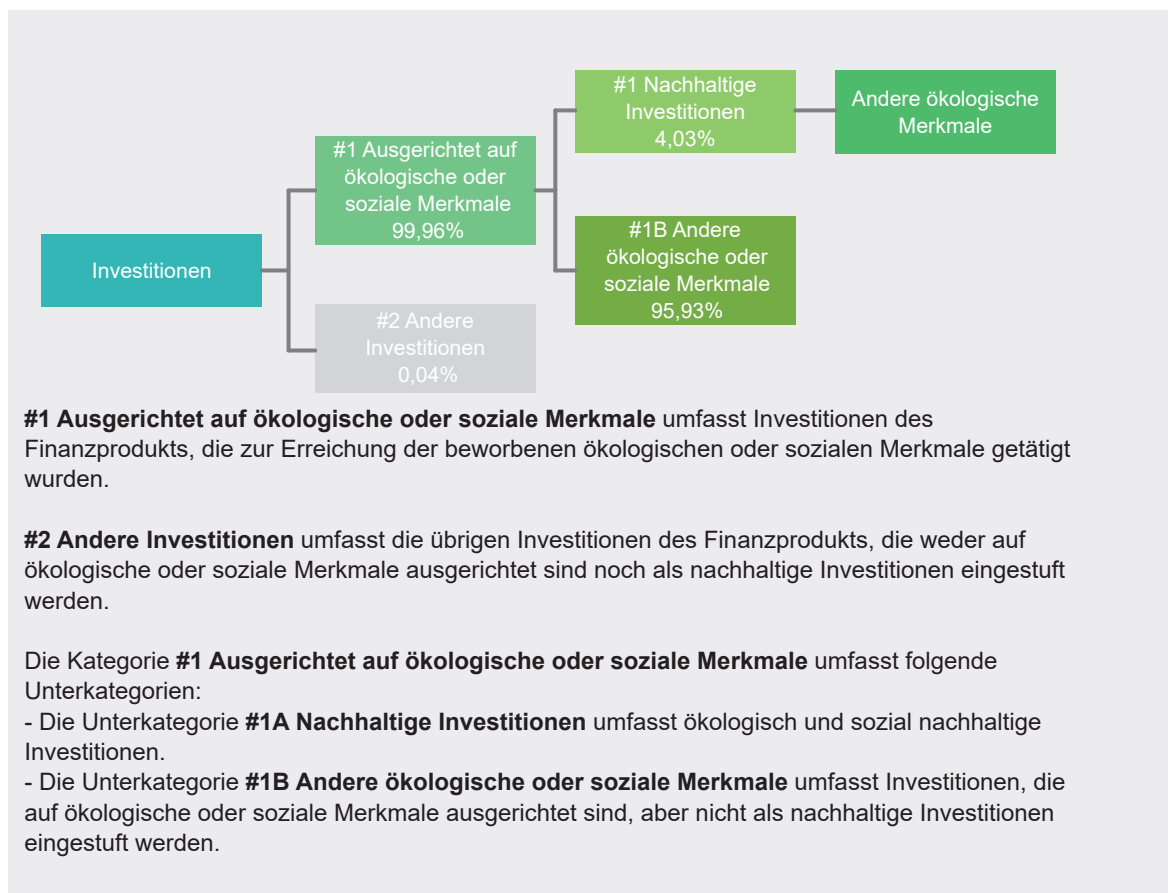 #1 Nachhaltige
Investitionen
4,03%
Andere ökologische
Merkmale
#1 Ausgerichtet auf
ökologische oder
soziale Merkmale
99,96%
#1B Andere
ökologische oder
soziale Merkmale
95,93%
Investitionen
#2 Andere
Investitionen
0,04%
#1 Ausgerichtet auf ökologische oder soziale Merkmale umfasst Investitionen des
Finanzprodukts, die zur Erreichung der beworbenen ökologischen oder sozialen Merkmale getätigt
wurden.
#2 Andere Investitionen umfasst die übrigen Investitionen des Finanzprodukts, die weder auf
ökologische oder soziale Merkmale ausgerichtet sind noch als nachhaltige Investitionen eingestuft
werden.
Die Kategorie #1 Ausgerichtet auf ökologische oder soziale Merkmale umfasst folgende
Unterkategorien:
- Die Unterkategorie #1A Nachhaltige Investitionen umfasst ökologisch und sozial nachhaltige
Investitionen.
- Die Unterkategorie #1B Andere ökologische oder soziale Merkmale umfasst Investitionen, die
auf ökologische oder soziale Merkmale ausgerichtet sind, aber nicht als nachhaltige Investitionen
eingestuft werden.